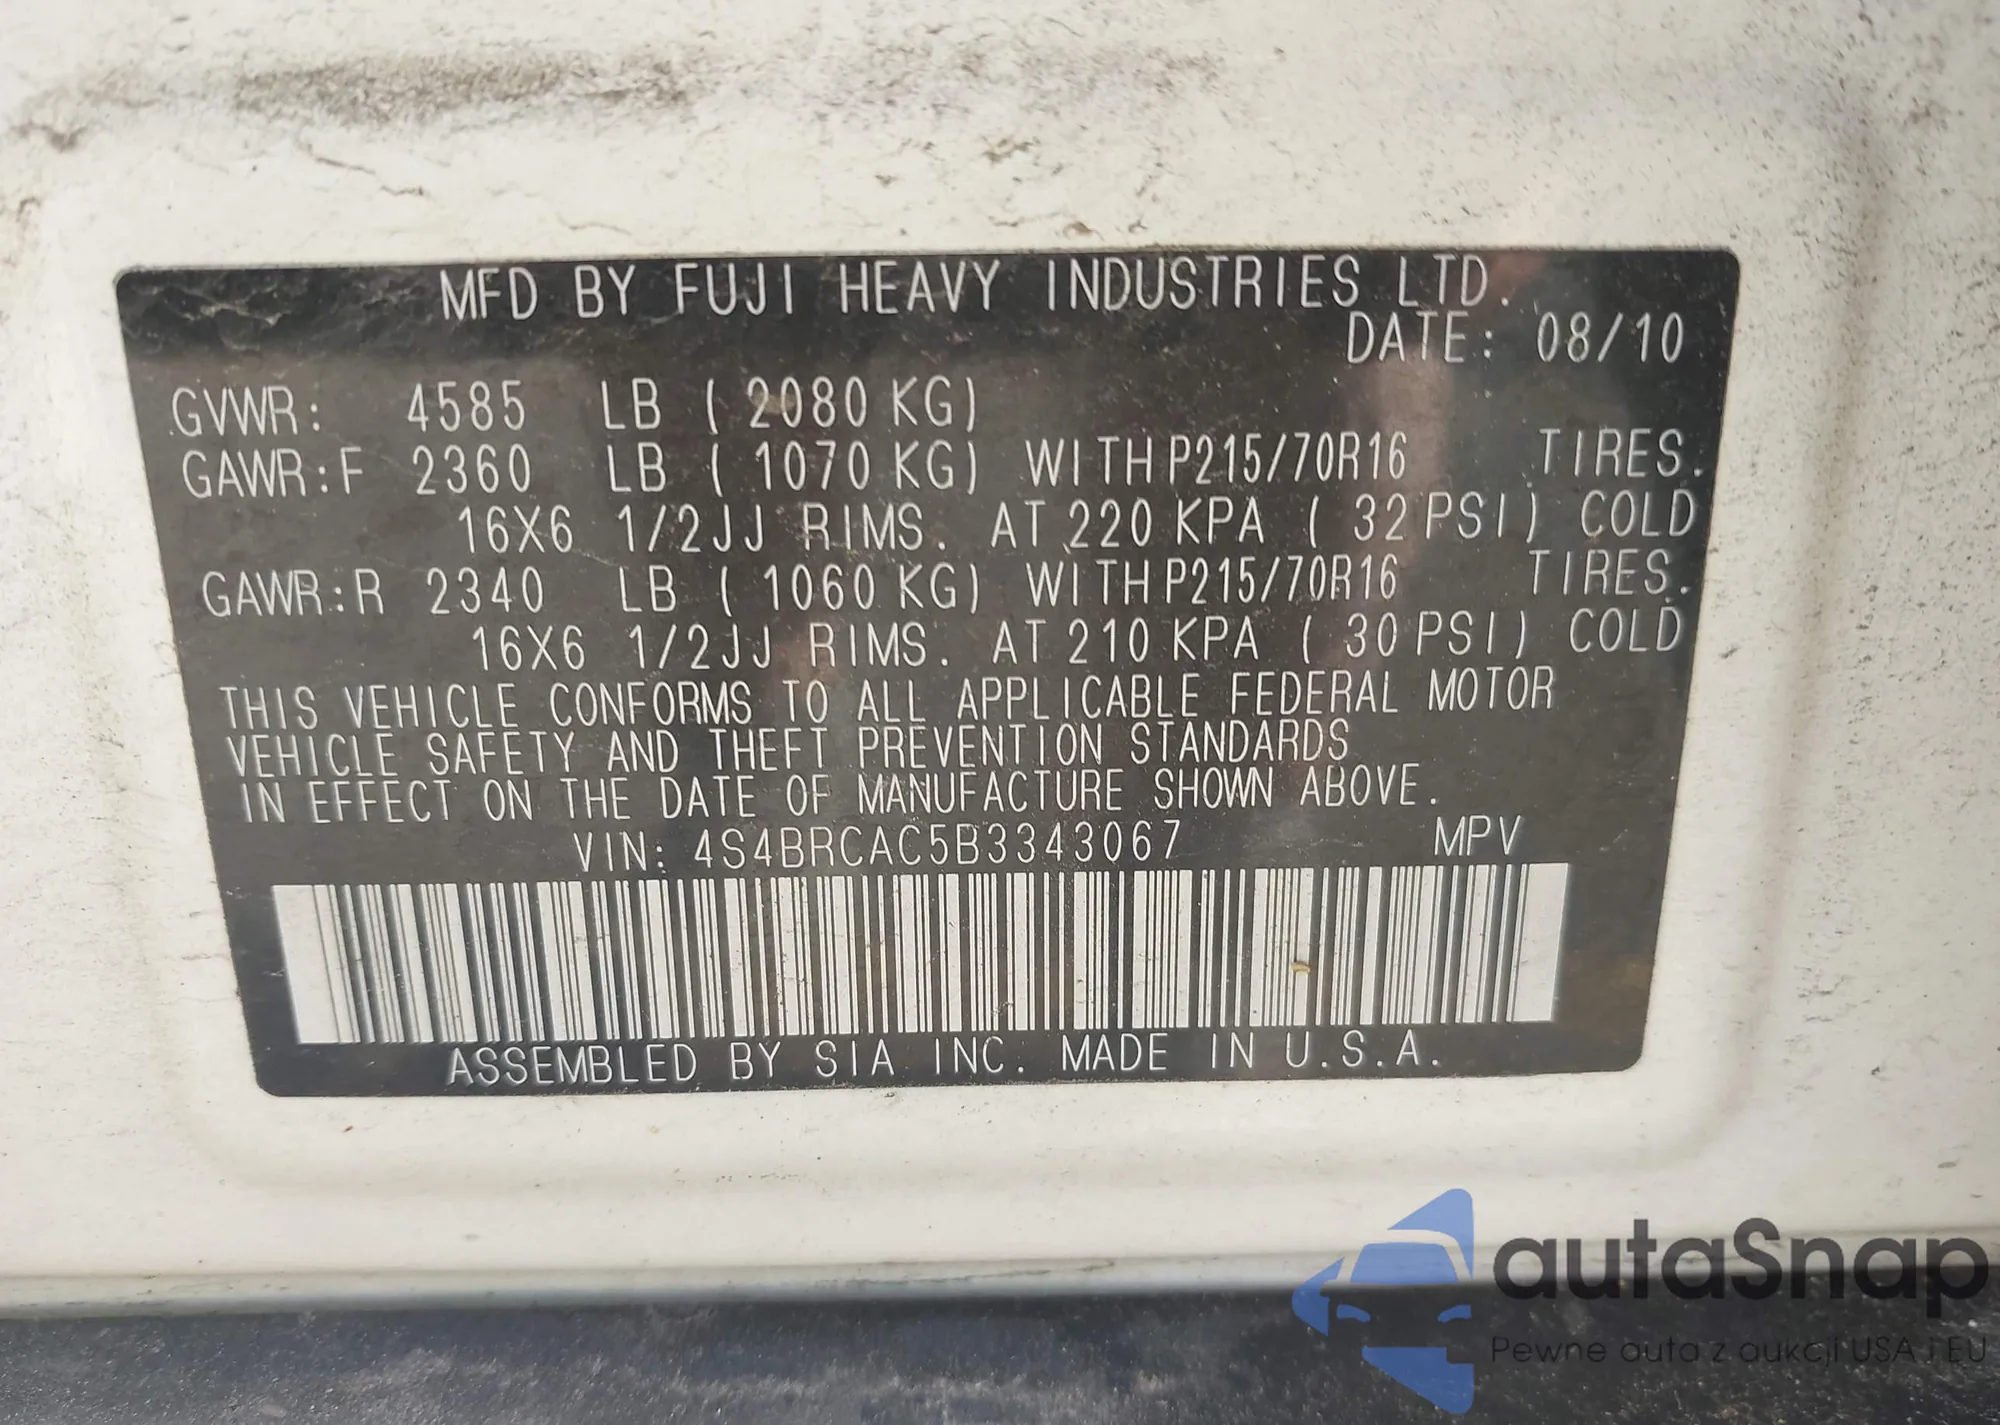 MFD BY FUJI HEAVY INDUSTRIES LTD.
DATE: 08/10
GVWR: 4585 LB ( 2080 KG)
GAWR:F 2360 LB ( 1070 KG) WITH P215/70R16 TIRES.
16X6 1/2JJ RIMS. AT 220 KPA ( 32 PSI) COLD
GAWR:R 2340 LB ( 1060 KG) WITH P215/70R16 TIRES.
16X6 1/2JJ RIMS. AT 210 KPA ( 30 PSI) COLD
THIS VEHICLE CONFORMS TO ALL APPLICABLE FEDERAL MOTOR
VEHICLE SAFETY AND THEFT PREVENTION STANDARDS
IN EFFECT ON THE DATE OF MANUFACTURE SHOWN ABOVE.
VIN: 4S4BRCAC5B3343067 MPV
ASSEMBLED BY SIA INC. MADE IN U.S.A.
autaSnap
Pewne auta z aukcji USA i EU